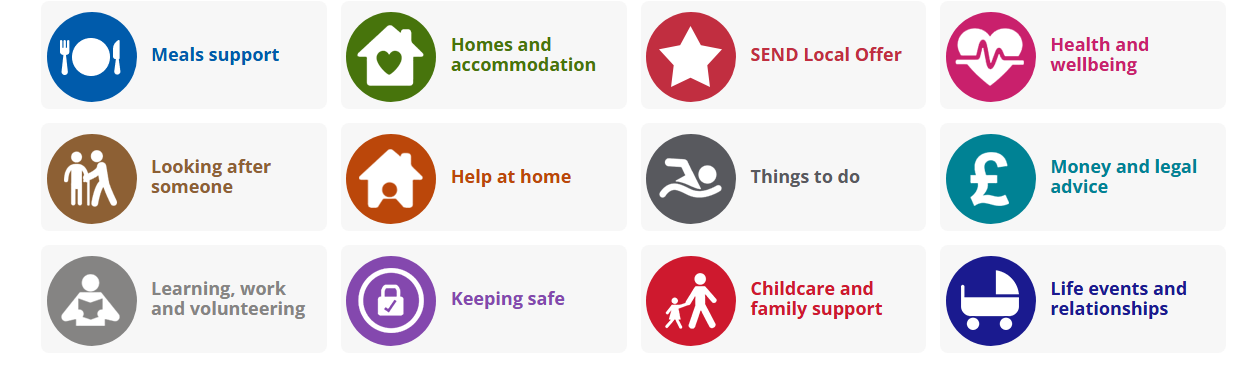 Meals support
Homes and
accommodation
SEND Local Offer
Health and
wellbeing
Looking after
someone
Help at home
Things to do
£
Money and legal
advice
Learning, work
and volunteering
Keeping safe
Childcare and
family support
Life events and
relationships